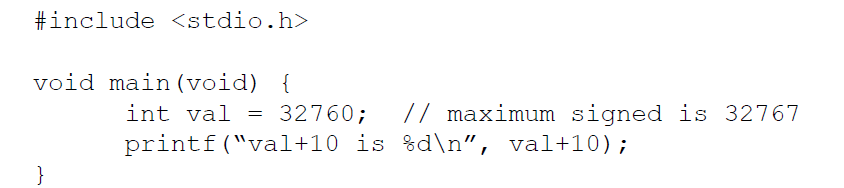 #include <stdio.h>
void main(void) {
int val = 32760; // maximum signed is 32767
printf(“val+10 is %d\n”, val+10);
}